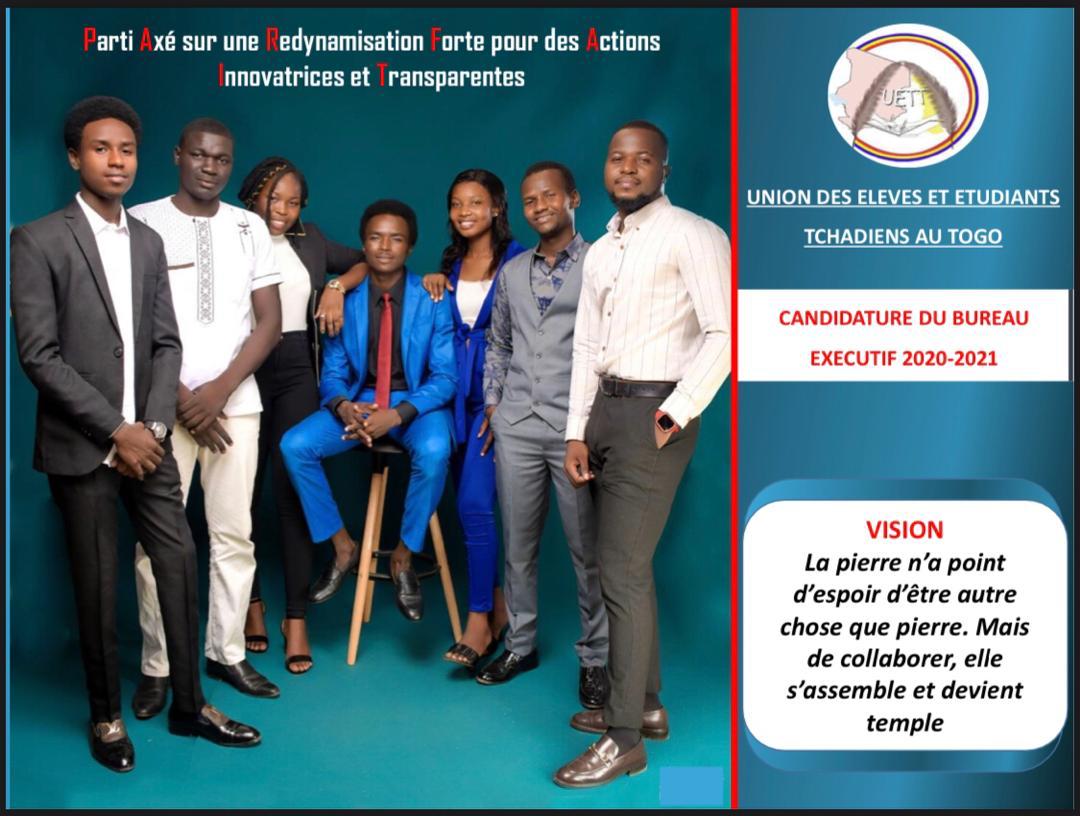 Parti Axé sur une Redynamisation Forte pour des Actions
Innovatrices et Transparentes
UETT
UNION DES ELEVES ET ETUDIANTS
TCHADIENS AU TOGO
CANDIDATURE DU BUREAU
EXECUTIF 2020-2021
VISION
La pierre n’a point
d’espoir d’être autre
chose que pierre. Mais
de collaborer, elle
s’assemble et devient
temple